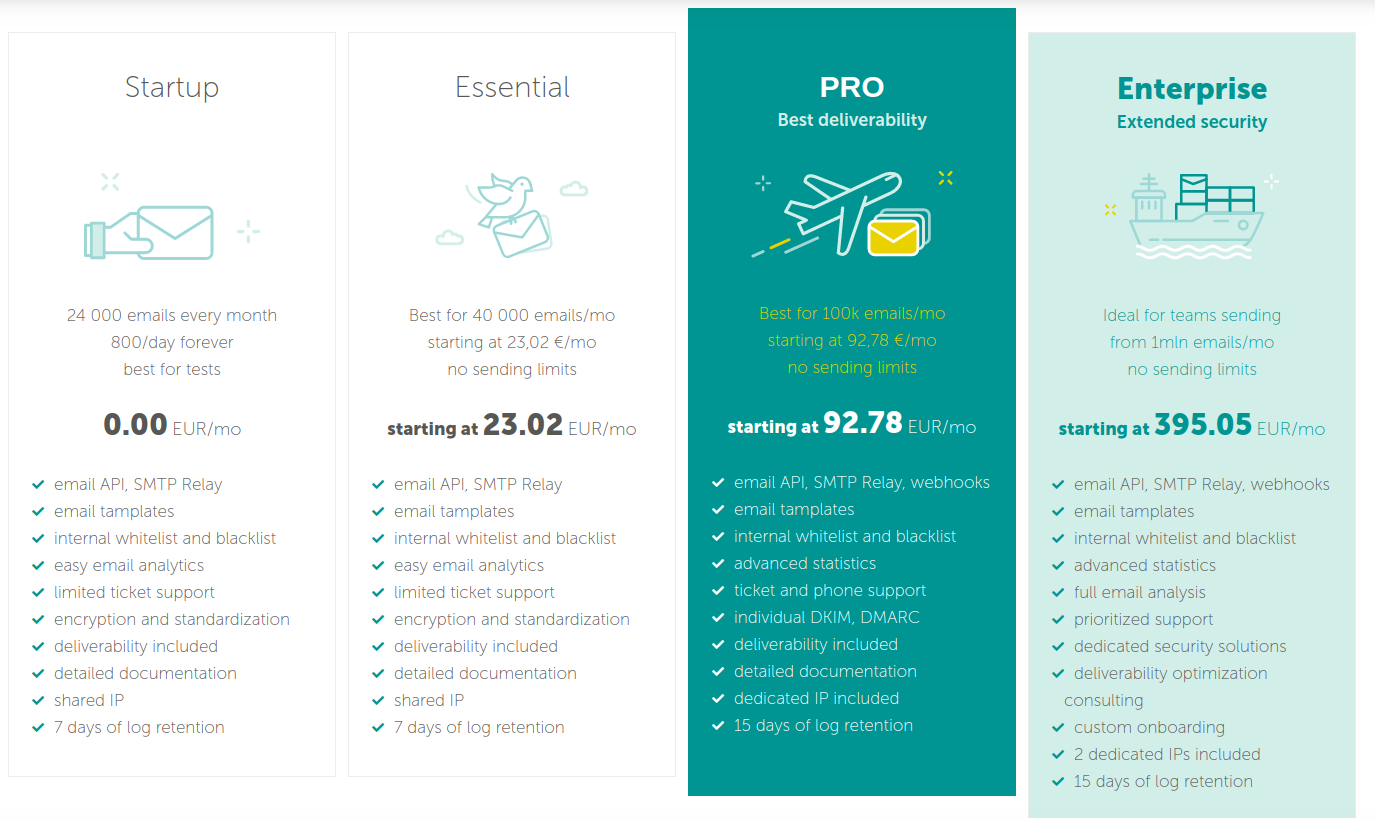 Startup
24 000 emails every month
800/day forever
best for tests
0.00 EUR/mo
email API, SMTP Relay
email tamplates
internal whitelist and blacklist
easy email analytics
limited ticket support
encryption and standardization
deliverability included
detailed documentation
shared IP
7 days of log retention
Essential
Best for 40 000 emails/mo
starting at 23,02 €/mo
no sending limits
starting at 23.02 EUR/mo
email API, SMTP Relay
email tamplates
internal whitelist and blacklist
easy email analytics
limited ticket support
encryption and standardization
deliverability included
detailed documentation
shared IP
7 days of log retention
PRO
Best deliverability
Best for 100k emails/mo
starting at 92,78 €/mo
no sending limits
starting at 92.78 EUR/mo
email API, SMTP Relay, webhooks
email tamplates
internal whitelist and blacklist
advanced statistics
ticket and phone support
individual DKIM, DMARC
deliverability included
detailed documentation
dedicated IP included
15 days of log retention
Enterprise
Extended security
Ideal for teams sending
from 1mln emails/mo
no sending limits
starting at 395.05 EUR/mo
email API, SMTP Relay, webhooks
email tamplates
internal whitelist and blacklist
advanced statistics
full email analysis
prioritized support
dedicated security solutions
deliverability optimization
consulting
custom onboarding
2 dedicated IPs included
15 days of log retention